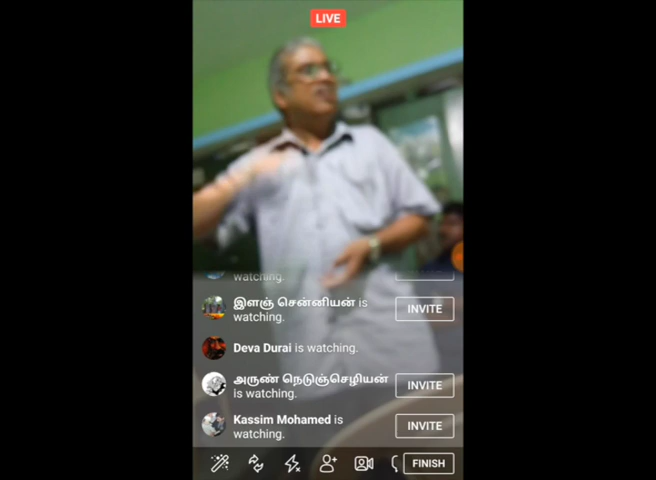 LIVE
watching.
இளஞ் சென்னியன் is
watching.
INVITE
Deva Durai is watching.
அருண் நெடுஞ்செழியன்
is watching.
INVITE
Kassim Mohamed is
watching.
INVITE
FINISH